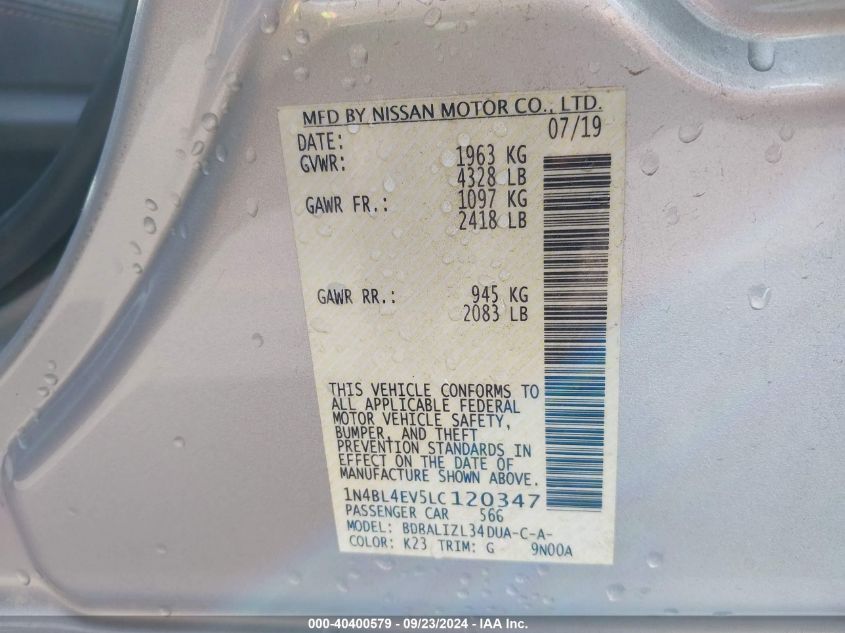 MFD BY NISSAN MOTOR CO., LTD.
DATE: 07/19
GVWR: 1963 KG
4328 LB
GAWR FR.: 1097 KG
2418 LB
GAWR RR.: 945 KG
2083 LB
THIS VEHICLE CONFORMS TO
ALL APPLICABLE FEDERAL
MOTOR VEHICLE SAFETY,
BUMPER, AND THEFT
PREVENTION STANDARDS IN
EFFECT ON THE DATE OF
MANUFACTURE SHOWN ABOVE.
1N4BL4EV5LC120347
PASSENGER CAR 566
MODEL: BDBALIZL34DUA-C-A-
COLOR: K23 TRIM: G 9N00A
000-40400579 / 09/23/2024 - IAA Inc.